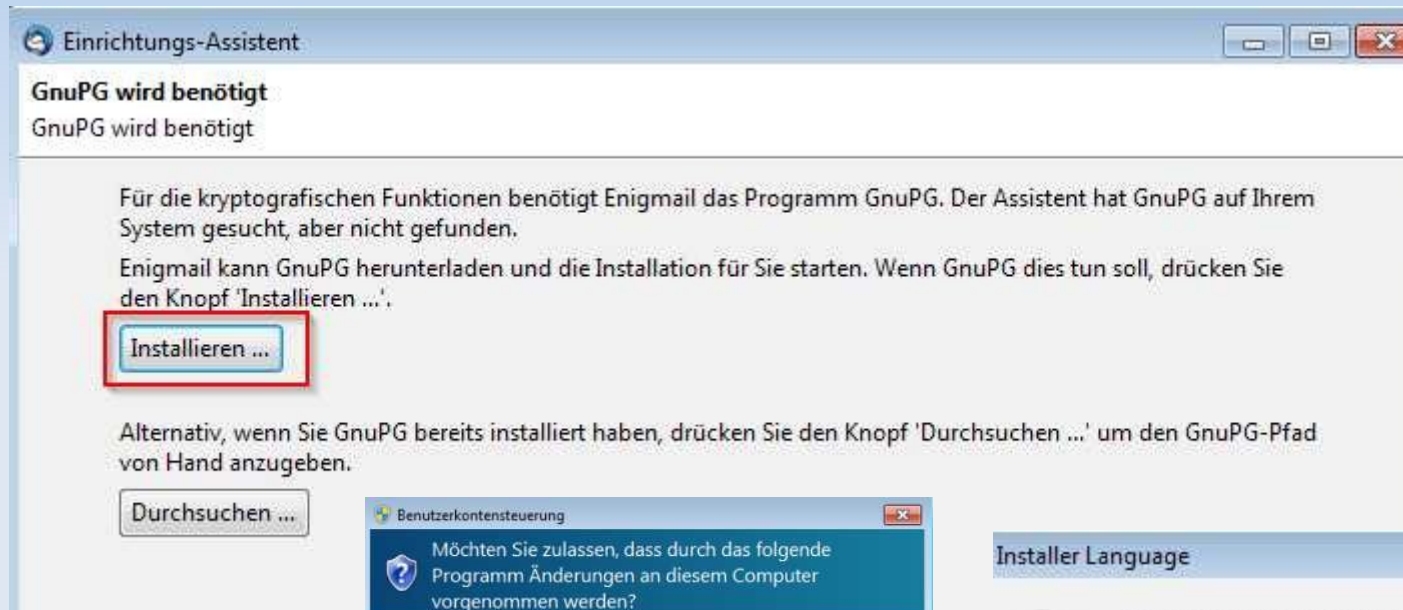 Einrichtungs-Assistent
GnuPG wird benötigt
GnuPG wird benötigt
Für die kryptografischen Funktionen benötigt Enigmail das Programm GnuPG. Der Assistent hat GnuPG auf Ihrem
System gesucht, aber nicht gefunden.
Enigmail kann GnuPG herunterladen und die Installation für Sie starten. Wenn GnuPG dies tun soll, drücken Sie
den Knopf 'Installieren ...'.
Installieren ...
Alternativ, wenn Sie GnuPG bereits installiert haben, drücken Sie den Knopf 'Durchsuchen ...' um den GnuPG-Pfad
von Hand anzugeben.
Durchsuchen ...
Benutzerkontensteuerung
Möchten Sie zulassen, dass durch das folgende
Programm Änderungen an diesem Computer
vorgenommen werden?
Installer Language